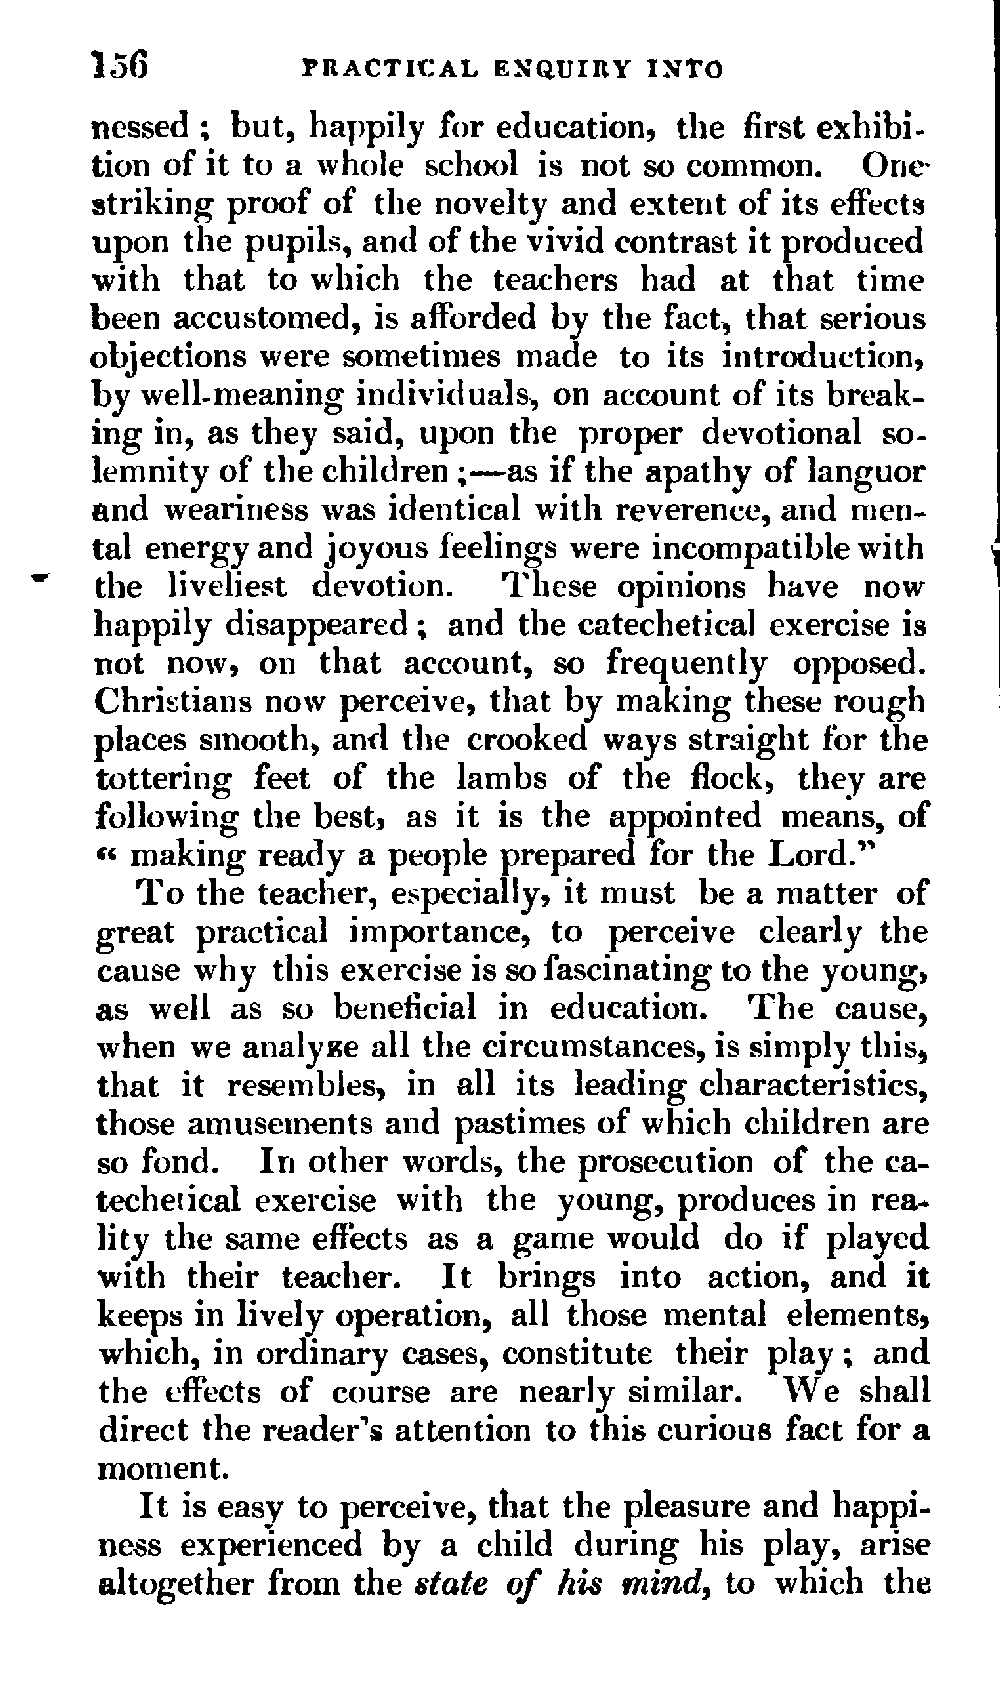 156 PRACTICAL ENQUIRY INTO
nessed ; but, happily for education, the first exhibi-
tion of it to a whole school is not so common. One
striking proof of the novelty and extent of its effects
upon the pupils, and of the vivid contrast it produced
with that to which the teachers had at that time
been accustomed, is afforded by the fact, that serious
objections were sometimes made to its introduction,
by well-meaning individuals, on account of its break-
ing in, as they said, upon the proper devotional so-
lemnity of the children ;—as if the apathy of languor
and weariness was identical with reverence, and men-
tal energy and joyous feelings were incompatible with
the liveliest devotion. These opinions have now
happily disappeared ; and the catechetical exercise is
not now, on that account, so frequently opposed.
Christians now perceive, that by making these rough
places smooth, and the crooked ways straight for the
tottering feet of the lambs of the flock, they are
following the best, as it is the appointed means, of
“ making ready a people prepared for the Lord.”
To the teacher, especially, it must be a matter of
great practical importance, to perceive clearly the
cause why this exercise is so fascinating to the young,
as well as so beneficial in education. The cause,
when we analyze all the circumstances, is simply this,
that it resembles, in all its leading characteristics,
those amusements and pastimes of which children are
so fond. In other words, the prosecution of the ca-
techetical exercise with the young, produces in rea-
lity the same effects as a game would do if played
with their teacher. It brings into action, and it
keeps in lively operation, all those mental elements,
which, in ordinary cases, constitute their play ; and
the effects of course are nearly similar. We shall
direct the reader's attention to this curious fact for a
moment.
It is easy to perceive, that the pleasure and happi-
ness experienced by a child during his play, arise
altogether from the state of his mind, to which the